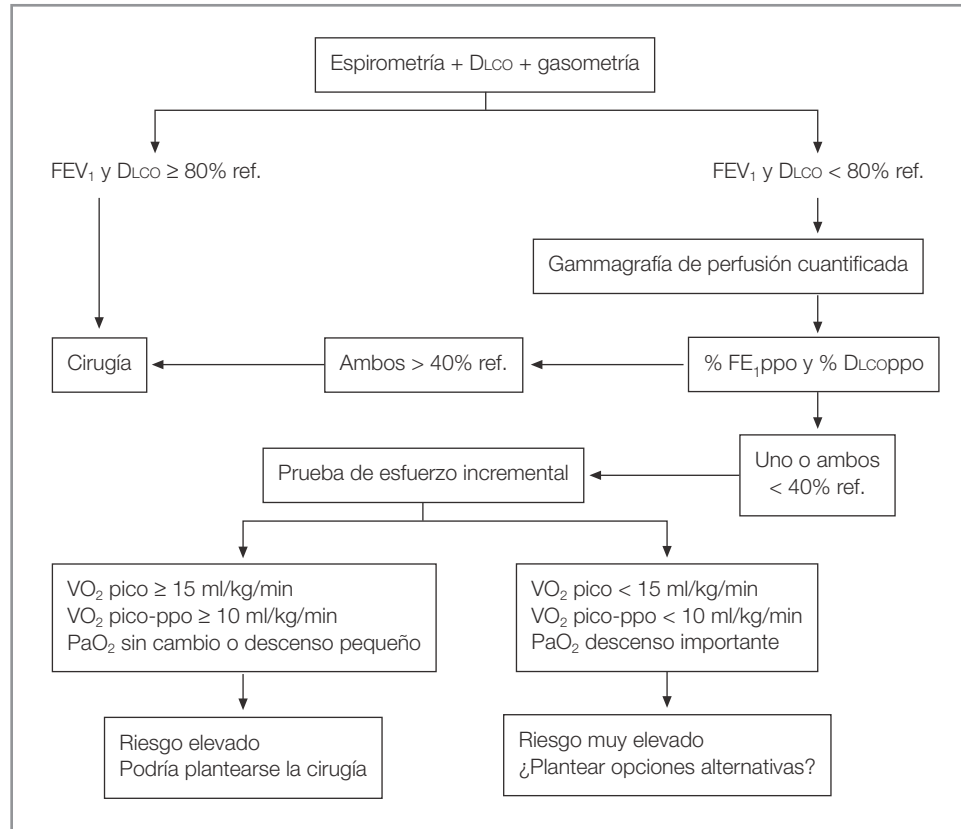 Espirometría + DLCO + gasometría
FEV₁ y DLCO ≥ 80% ref.
FEV₁ y DLCO < 80% ref.
Gammagrafía de perfusión cuantificada
Cirugía
Ambos > 40% ref.
% FE₁ppo y % DLCOppo
Prueba de esfuerzo incremental
Uno o ambos
< 40% ref.
VO₂ pico ≥ 15 ml/kg/min
VO₂ pico-ppo ≥ 10 ml/kg/min
PaO₂ sin cambio o descenso pequeño
VO₂ pico < 15 ml/kg/min
VO₂ pico-ppo < 10 ml/kg/min
PaO₂ descenso importante
Riesgo elevado
Podría plantearse la cirugía
Riesgo muy elevado
¿Plantear opciones alternativas?